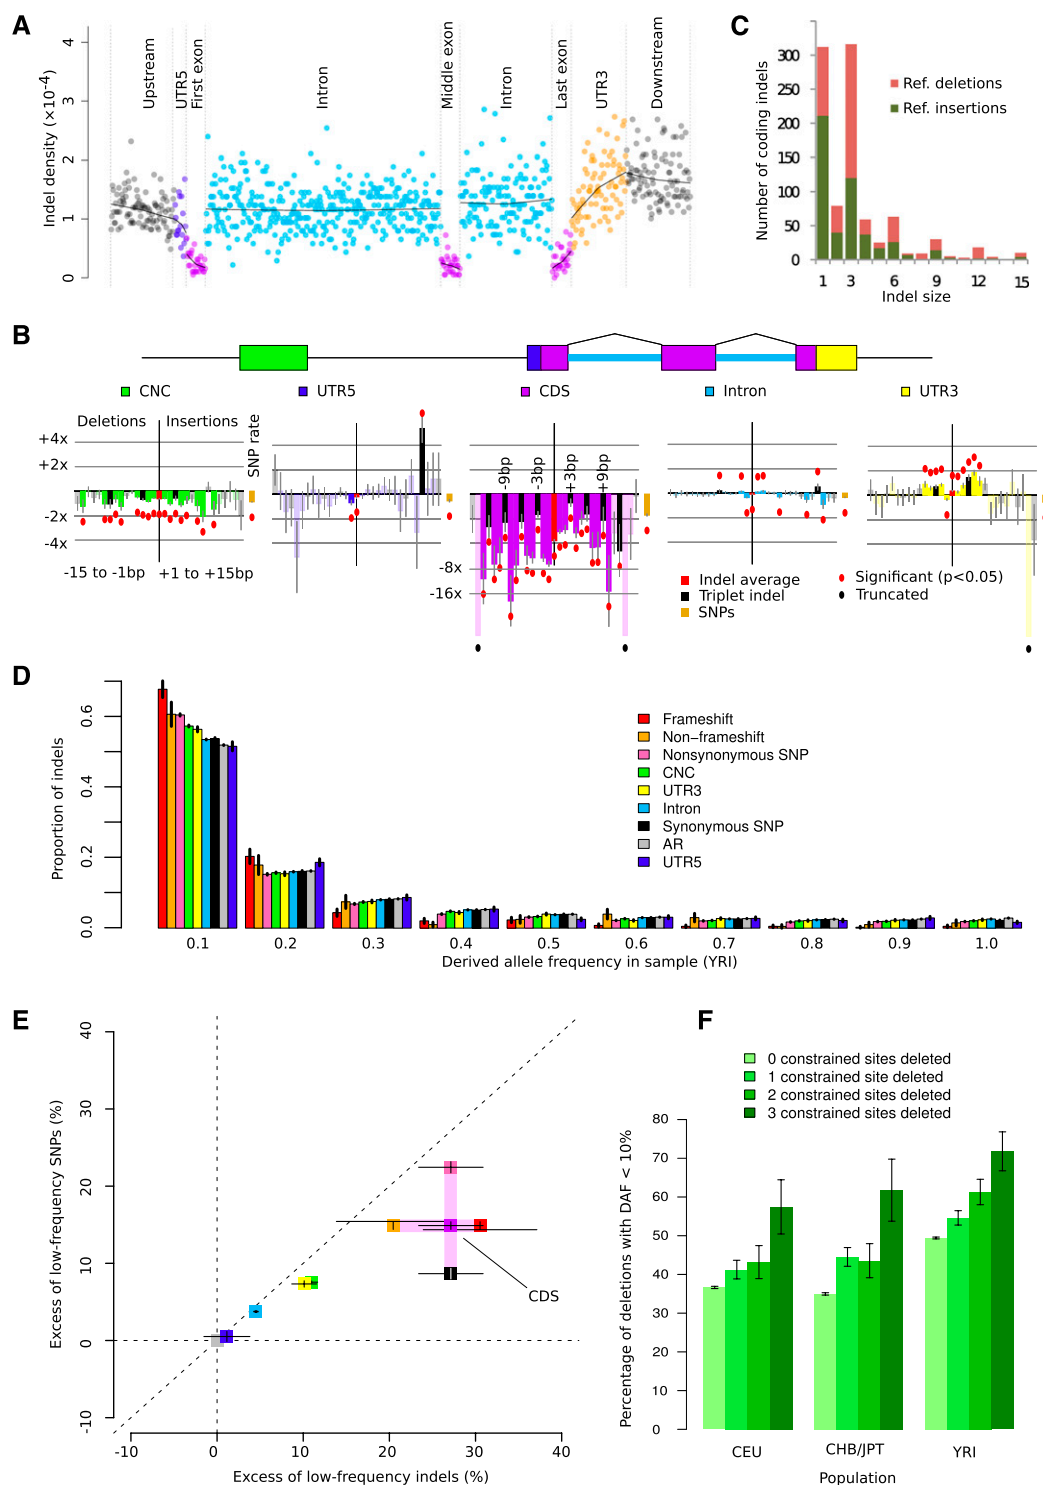 A
Indel density (×10⁻⁴)
0
1
2
3
4
Upstream
UTR5
First exon
Intron
Middle exon
Intron
Last exon
UTR3
Downstream
C
Number of coding indels
300
250
200
150
100
50
0
Ref. deletions
Ref. insertions
1
3
6
9
12
15
Indel size
B
CNC
UTR5
CDS
Intron
UTR3
Deletions
Insertions
SNP rate
+4x
+2x
-2x
-4x
-15 to -1bp
+1 to +15bp
-9bp
-3bp
+3bp
+9bp
-8x
-16x
Indel average
Triplet indel
SNPs
Significant (p<0.05)
Truncated
D
Proportion of indels
0.0
0.2
0.4
0.6
Frameshift
Non−frameshift
Nonsynonymous SNP
CNC
UTR3
Intron
Synonymous SNP
AR
UTR5
0.1
0.2
0.3
0.4
0.5
0.6
0.7
0.8
0.9
1.0
Derived allele frequency in sample (YRI)
E
Excess of low-frequency SNPs (%)
40
30
20
10
0
-10
CDS
-10
0
10
20
30
40
Excess of low-frequency indels (%)
F
0 constrained sites deleted
1 constrained site deleted
2 constrained sites deleted
3 constrained sites deleted
Percentage of deletions with DAF < 10%
80
70
60
50
40
30
20
10
0
CEU
CHB/JPT
YRI
Population